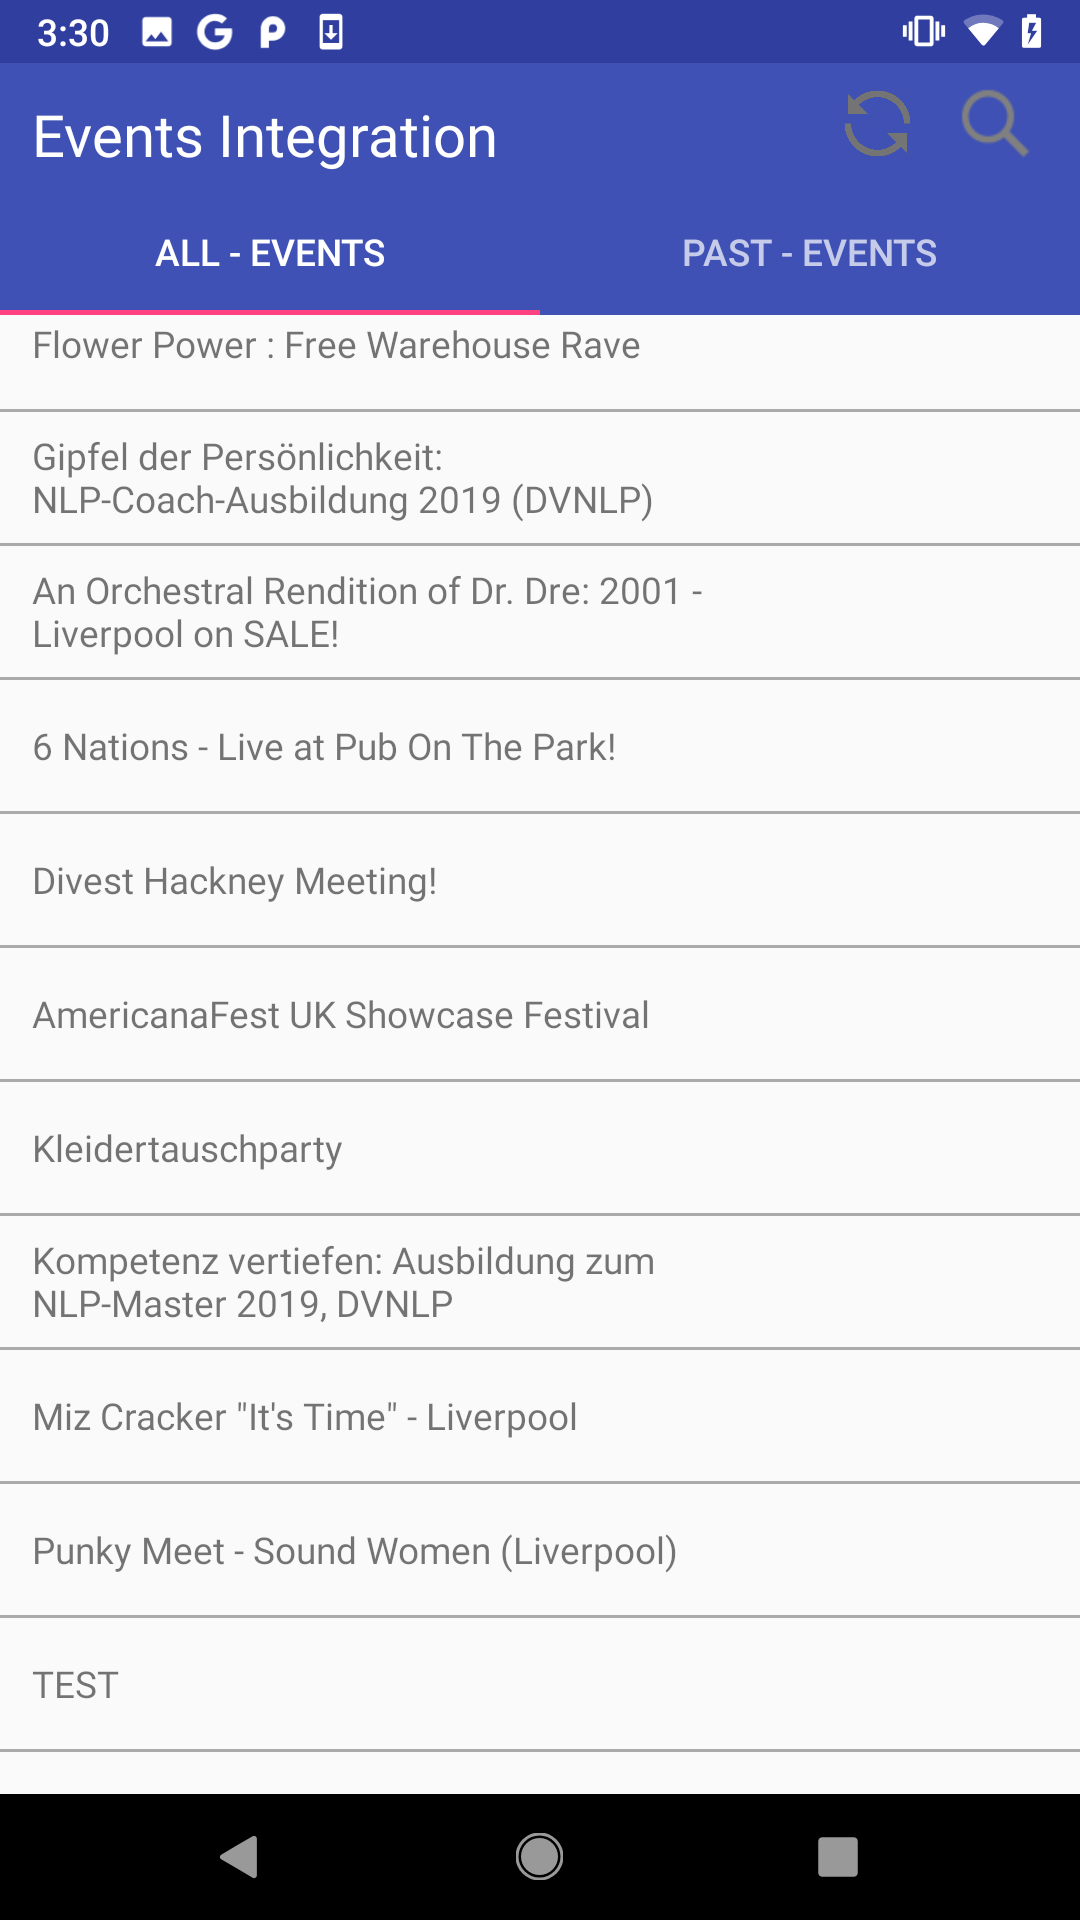 3:30
Events Integration
ALL - EVENTS
PAST - EVENTS
Flower Power : Free Warehouse Rave
Gipfel der Persönlichkeit:
NLP-Coach-Ausbildung 2019 (DVNLP)
An Orchestral Rendition of Dr. Dre: 2001 -
Liverpool on SALE!
6 Nations - Live at Pub On The Park!
Divest Hackney Meeting!
AmericanaFest UK Showcase Festival
Kleidertauschparty
Kompetenz vertiefen: Ausbildung zum
NLP-Master 2019, DVNLP
Miz Cracker "It's Time" - Liverpool
Punky Meet - Sound Women (Liverpool)
TEST